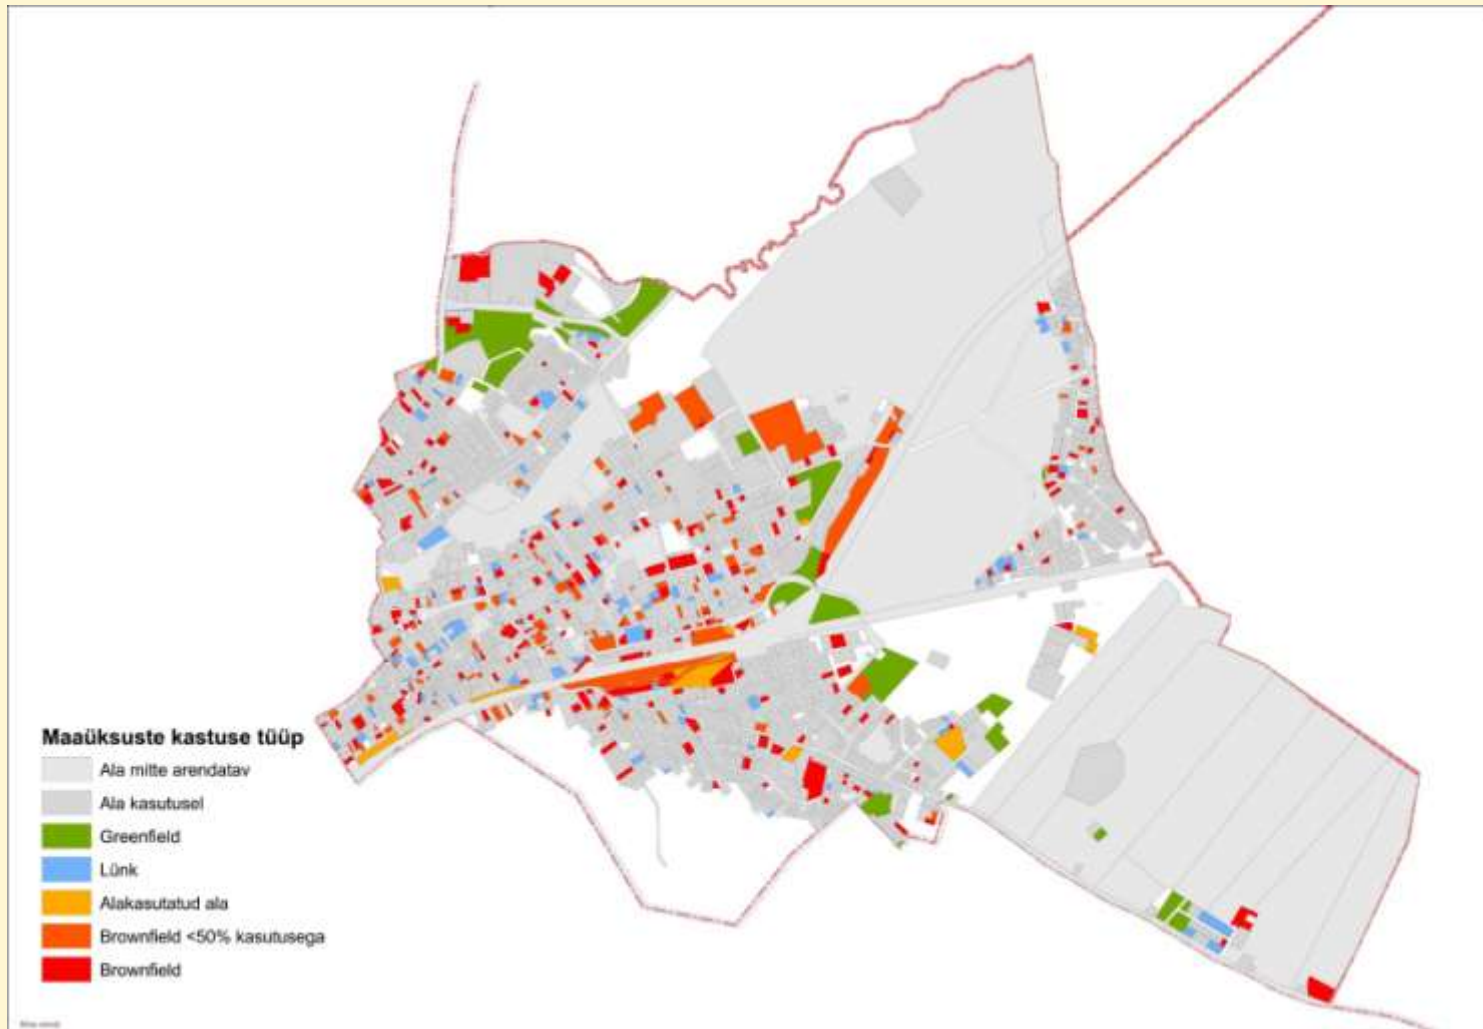 Maaüksuste kastuse tüüp
Ala mitte arendatav
Ala kasutusel
Greenfield
Lünk
Alakasutatud ala
Brownfield <50% kasutusega
Brownfield